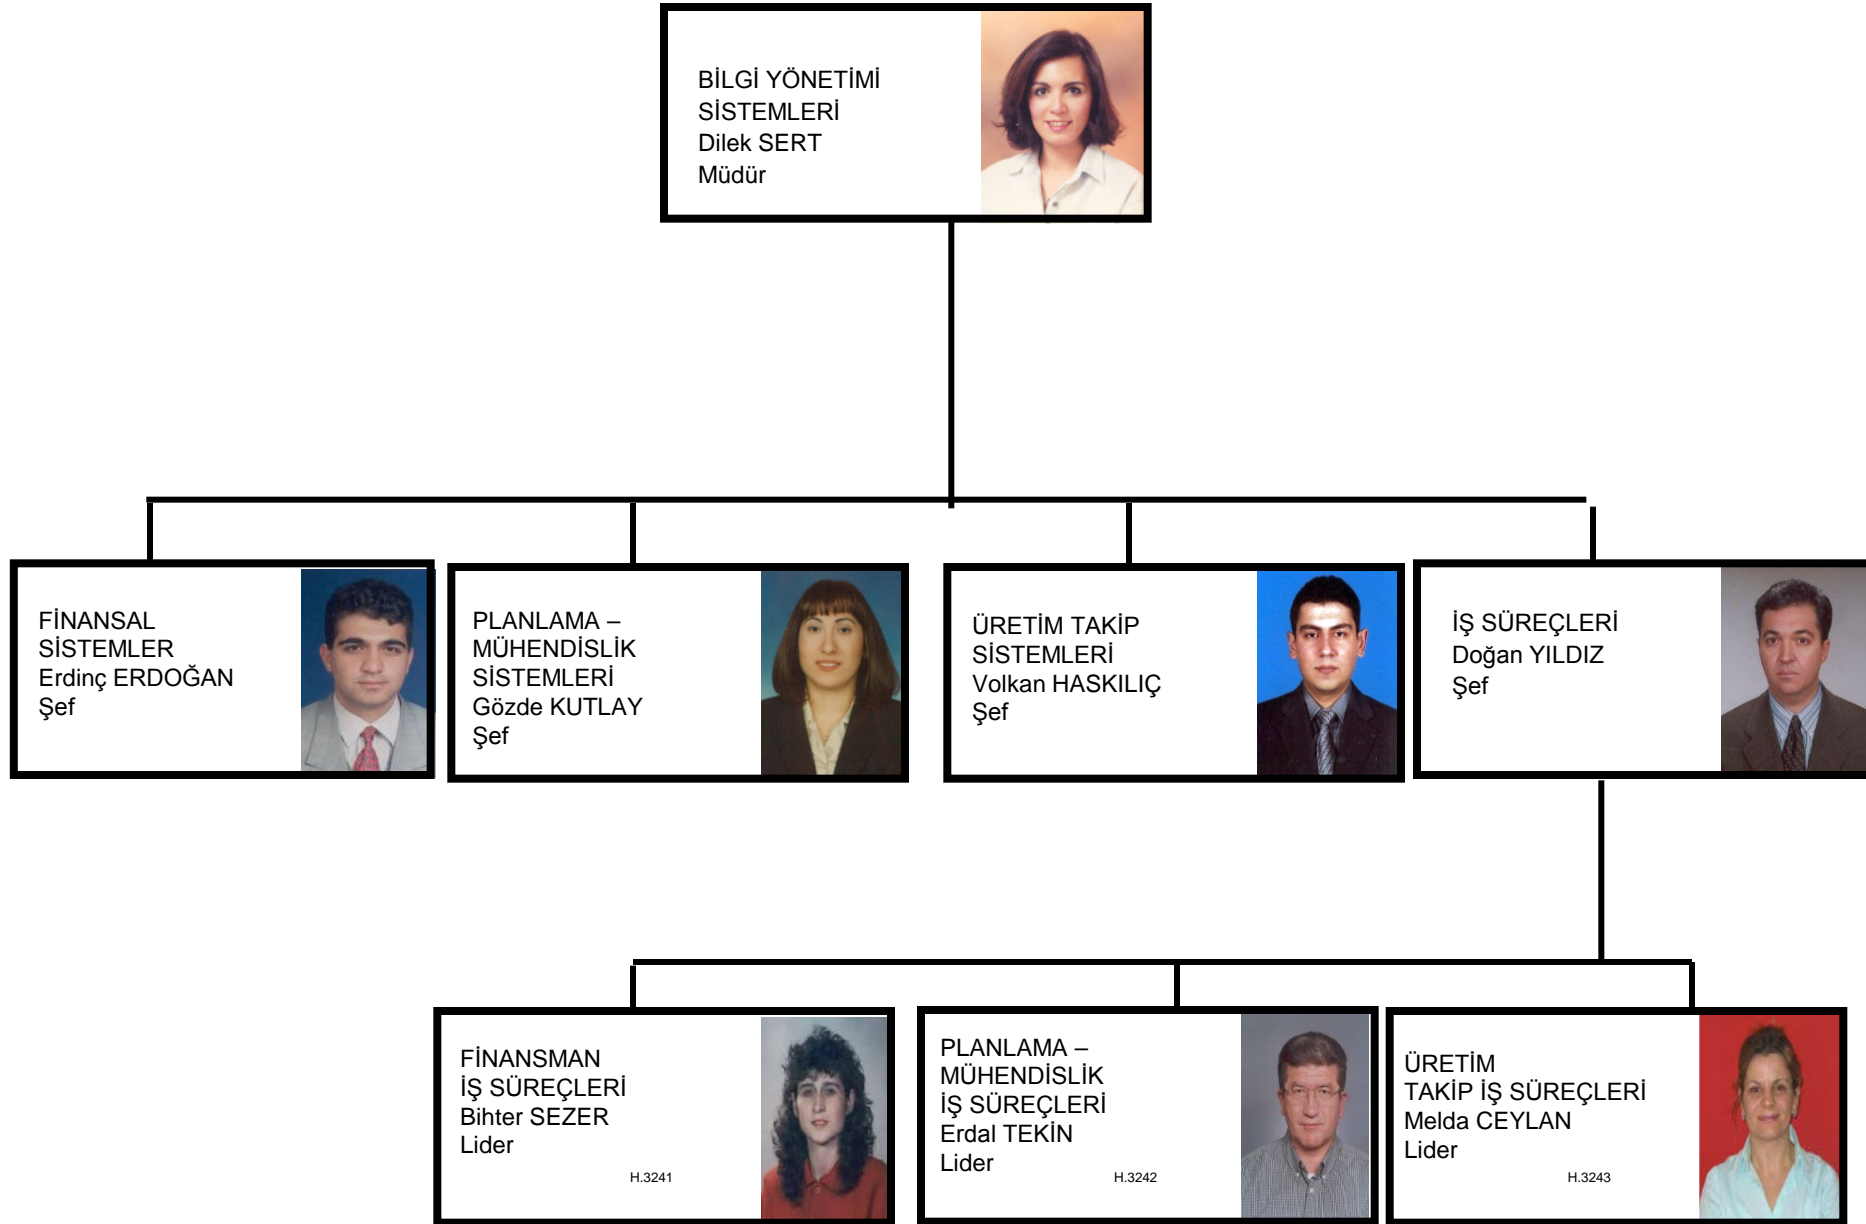 BİLGİ YÖNETİMİ
SİSTEMLERİ
Dilek SERT
Müdür
FİNANSAL
SİSTEMLER
Erdinç ERDOĞAN
Şef
PLANLAMA –
MÜHENDİSLİK
SİSTEMLERİ
Gözde KUTLAY
Şef
ÜRETİM TAKİP
SİSTEMLERİ
Volkan HASKILIÇ
Şef
İŞ SÜREÇLERİ
Doğan YILDIZ
Şef
FİNANSMAN
İŞ SÜREÇLERİ
Bihter SEZER
Lider
H.3241
PLANLAMA –
MÜHENDİSLİK
İŞ SÜREÇLERİ
Erdal TEKİN
Lider
H.3242
ÜRETİM
TAKİP İŞ SÜREÇLERİ
Melda CEYLAN
Lider
H.3243